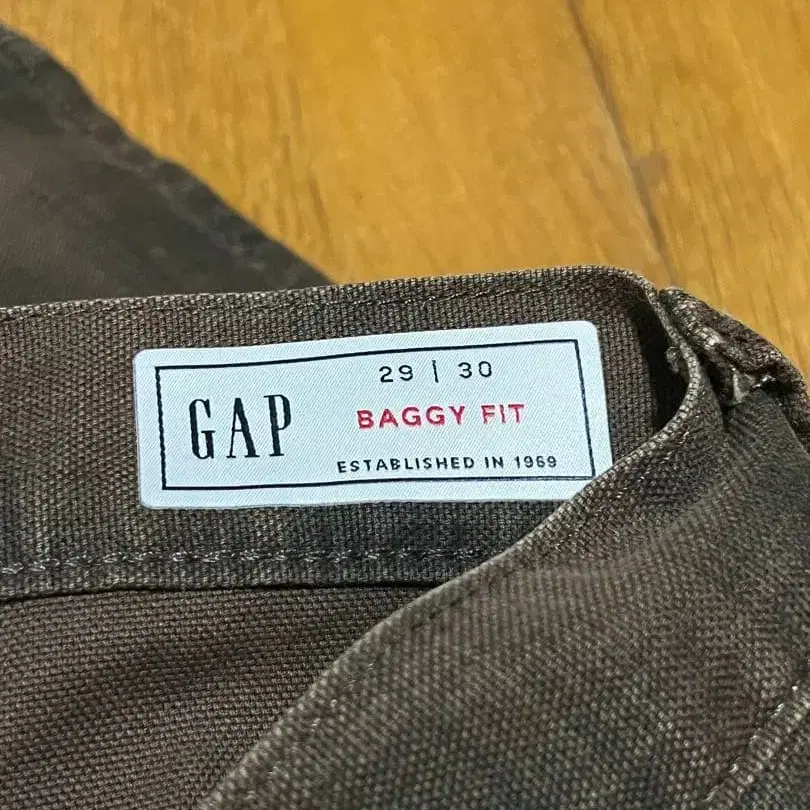 GAP
29 | 30
BAGGY FIT
ESTABLISHED IN 1969